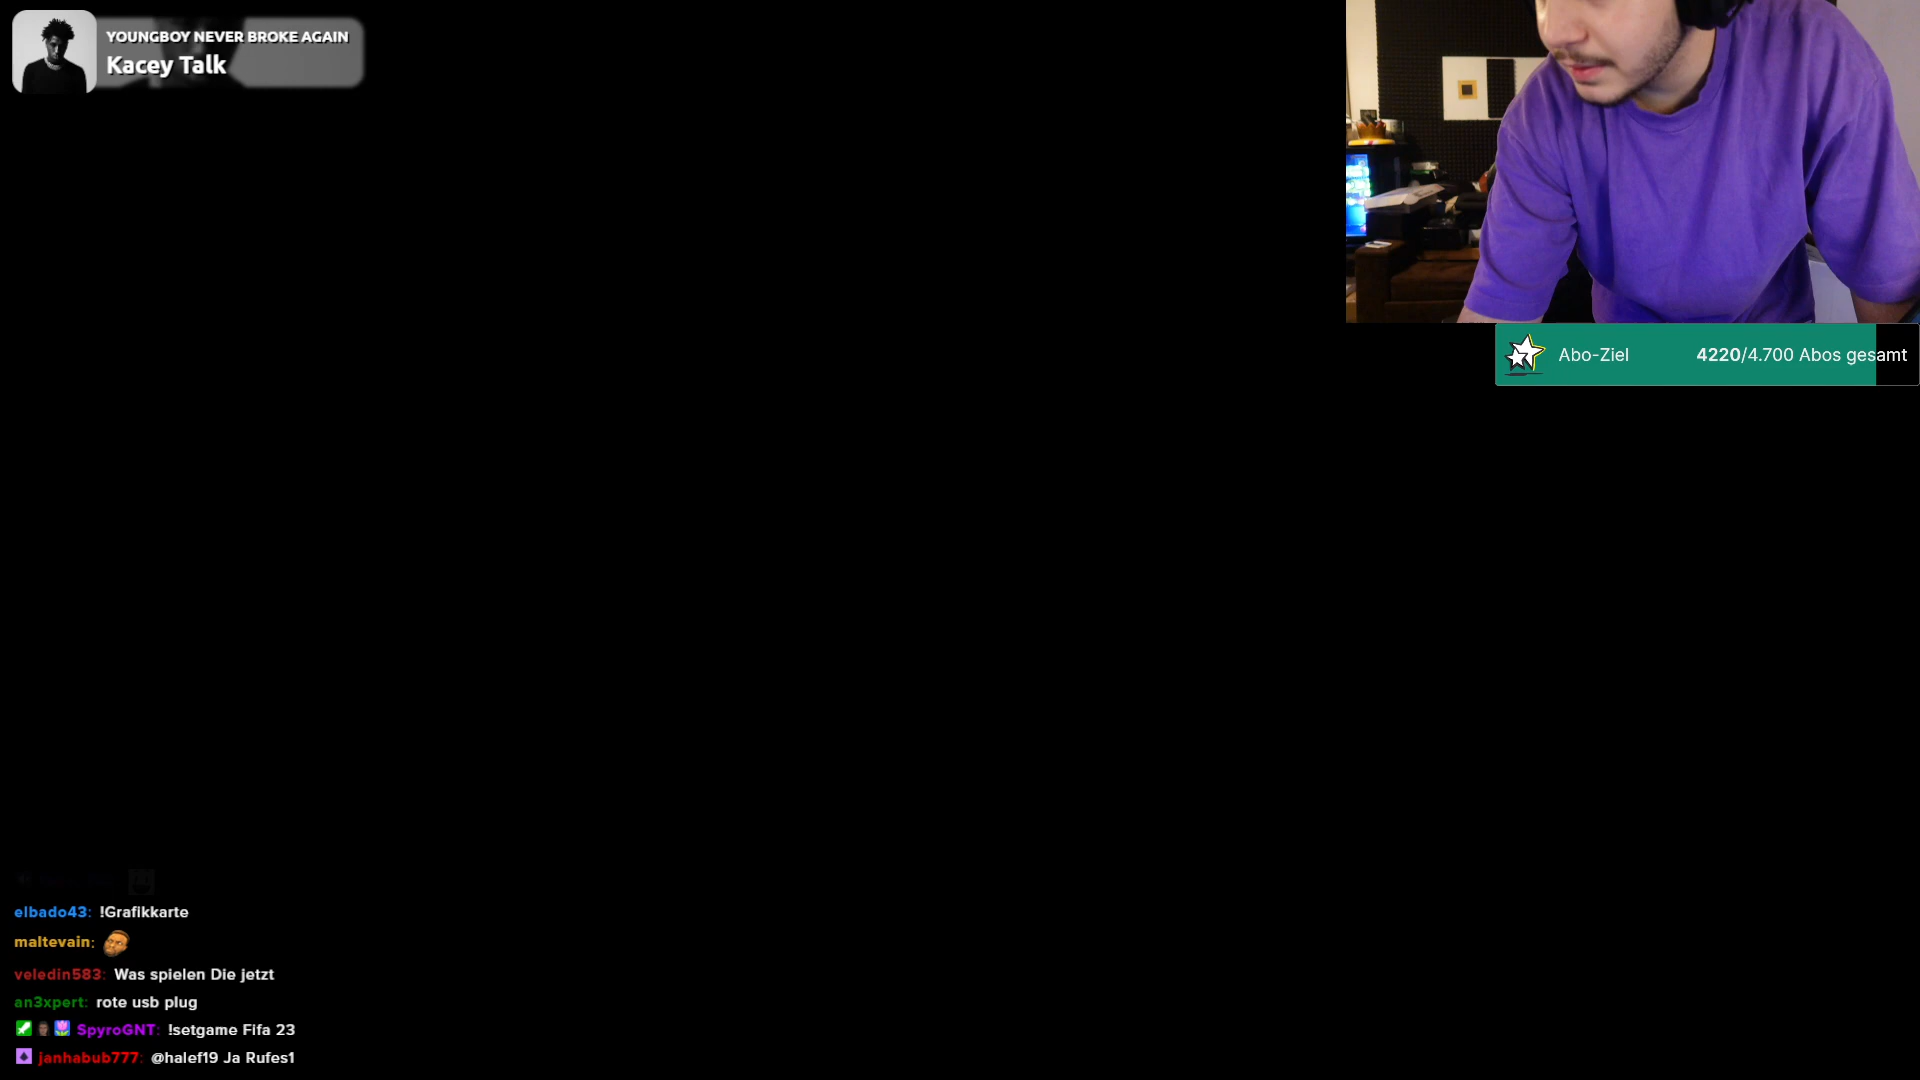 YOUNGBOY NEVER BROKE AGAIN
Kacey Talk
Abo-Ziel 4220/4.700 Abos gesamt
elbado43: !Grafikkarte
maltevain:
veledin583: Was spielen Die jetzt
an3xpert: rote usb plug
SpyroGNT: !setgame Fifa 23
janhabub777: @halef19 Ja Rufes1